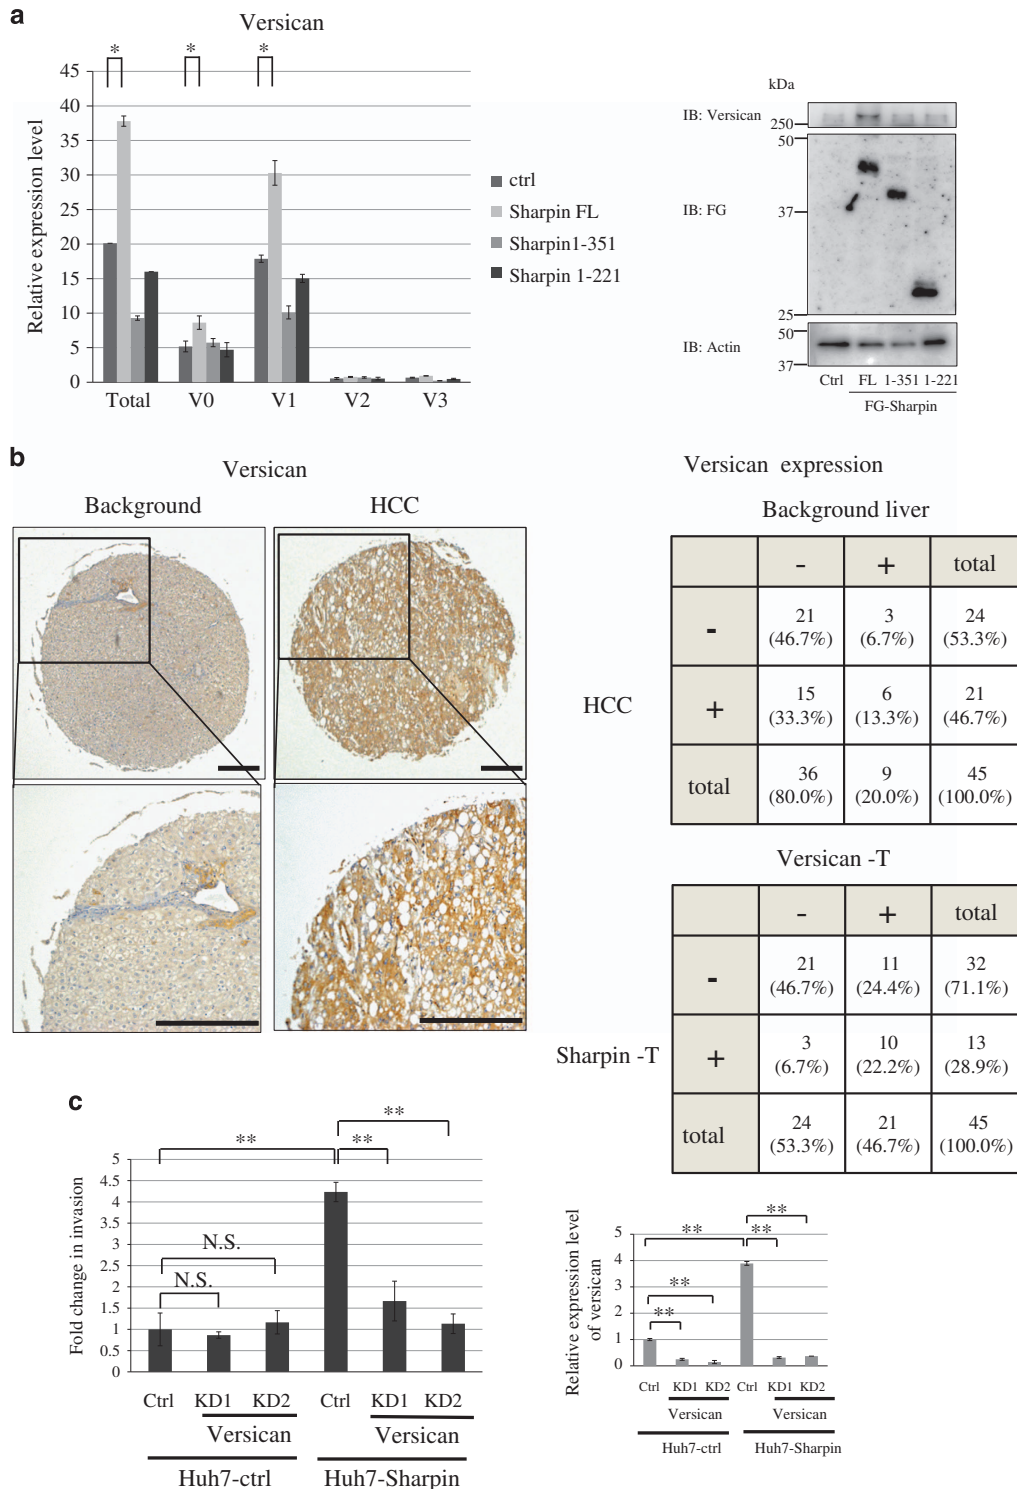 a
Versican
*
*
*
Relative expression level
45
40
35
30
25
20
15
10
5
0
Total V0 V1 V2 V3
ctrl
Sharpin FL
Sharpin1-351
Sharpin 1-221
kDa
IB: Versican
250
50
IB: FG
37
25
50
IB: Actin
37
Ctrl FL 1-351 1-221
FG-Sharpin
b
Versican
Background HCC
Versican expression
Background liver
- + total
- 21 (46.7%) 3 (6.7%) 24 (53.3%)
HCC
+ 15 (33.3%) 6 (13.3%) 21 (46.7%)
total 36 (80.0%) 9 (20.0%) 45 (100.0%)
Versican -T
- + total
- 21 (46.7%) 11 (24.4%) 32 (71.1%)
Sharpin -T
+ 3 (6.7%) 10 (22.2%) 13 (28.9%)
total 24 (53.3%) 21 (46.7%) 45 (100.0%)
c
Fold change in invasion
5
4.5
4
3.5
3
2.5
2
1.5
1
0.5
0
**
**
**
N.S.
N.S.
Ctrl KD1 KD2 Ctrl KD1 KD2
Versican Versican
Huh7-ctrl Huh7-Sharpin
Relative expression level
of versican
5
4
3
2
1
0
**
**
**
**
**
Ctrl KD1 KD2 Ctrl KD1 KD2
Versican Versican
Huh7-ctrl Huh7-Sharpin